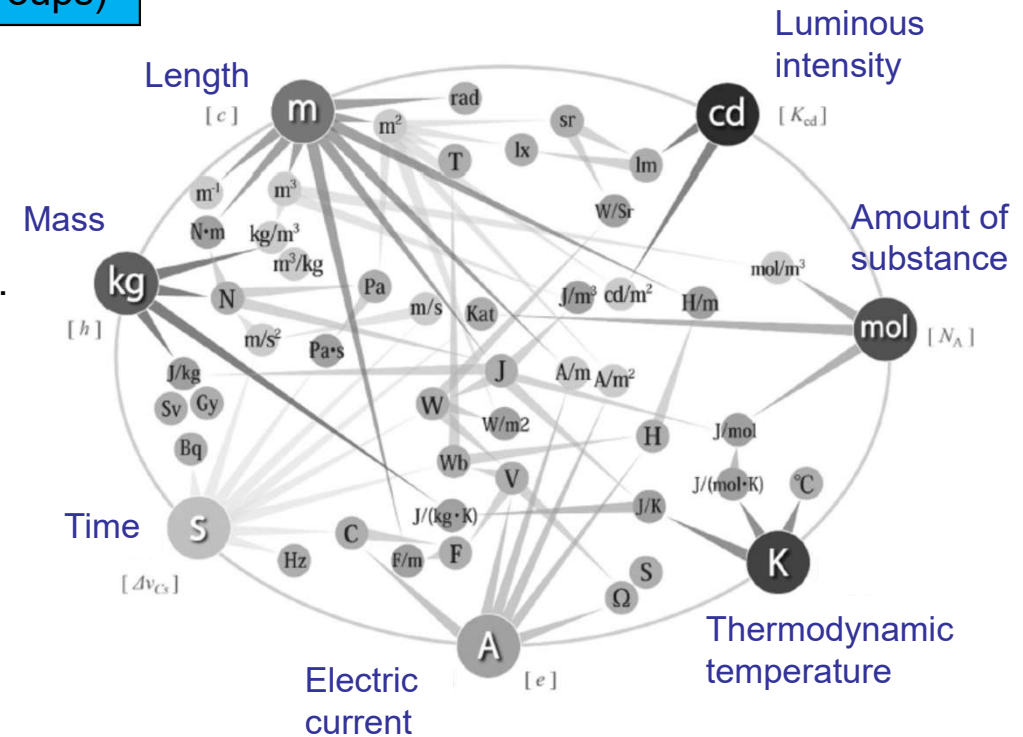 oups)
Luminous
intensity
Length
[ c ]
m
rad
m²
T
sr
lx
lm
cd
[ K_cd ]
m⁻¹
m³
W/Sr
Mass
N•m
kg/m³
m³/kg
mol/m³
Amount of
substance
.
kg
[ h ]
N
Pa
m/s
Kat
J/m³
cd/m²
H/m
mol
[ N_A ]
m/s²
Pa•s
J/kg
J
A/m
A/m²
Sv
Gy
W
W/m2
H
J/mol
Bq
Wb
V
J/(mol•K)
℃
Time
S
[ Δν_Cs ]
C
J/(kg•K)
J/K
Hz
F/m
F
S
Ω
K
A
[ e ]
Electric
current
Thermodynamic
temperature